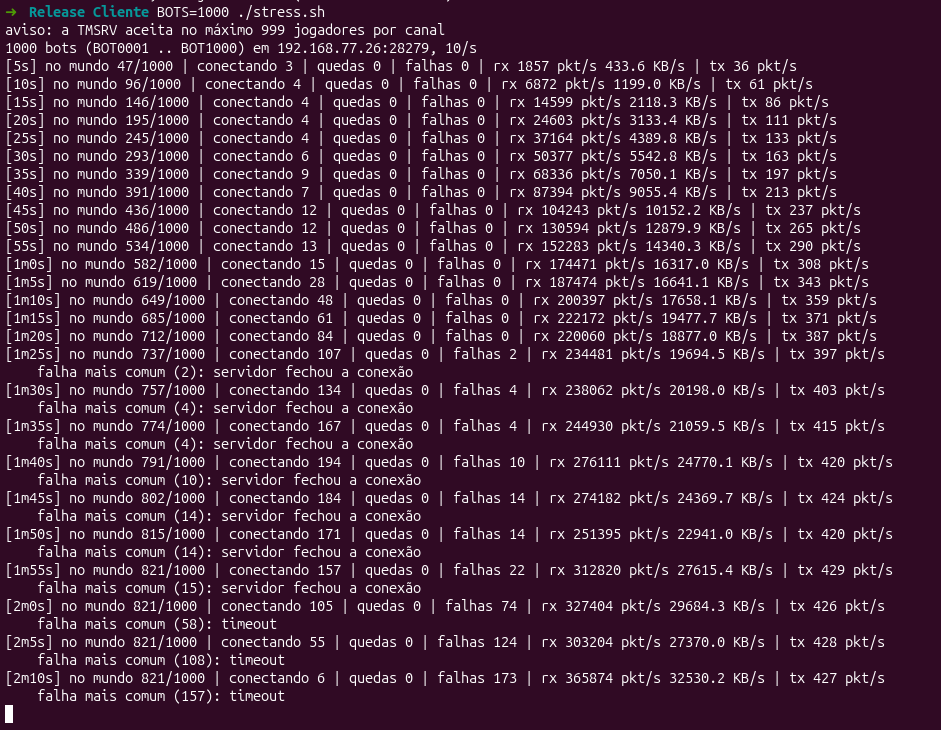 → Release Cliente BOTS=1000 ./stress.sh
aviso: a TMSRV aceita no máximo 999 jogadores por canal
1000 bots (BOT0001 .. BOT1000) em 192.168.77.26:28279, 10/s
[5s] no mundo 47/1000 | conectando 3 | quedas 0 | falhas 0 | rx 1857 pkt/s 433.6 KB/s | tx 36 pkt/s
[10s] no mundo 96/1000 | conectando 4 | quedas 0 | falhas 0 | rx 6872 pkt/s 1199.0 KB/s | tx 61 pkt/s
[15s] no mundo 146/1000 | conectando 4 | quedas 0 | falhas 0 | rx 14599 pkt/s 2118.3 KB/s | tx 86 pkt/s
[20s] no mundo 195/1000 | conectando 4 | quedas 0 | falhas 0 | rx 24603 pkt/s 3133.4 KB/s | tx 111 pkt/s
[25s] no mundo 245/1000 | conectando 4 | quedas 0 | falhas 0 | rx 37164 pkt/s 4389.8 KB/s | tx 133 pkt/s
[30s] no mundo 293/1000 | conectando 6 | quedas 0 | falhas 0 | rx 50377 pkt/s 5542.8 KB/s | tx 163 pkt/s
[35s] no mundo 339/1000 | conectando 9 | quedas 0 | falhas 0 | rx 68336 pkt/s 7050.1 KB/s | tx 197 pkt/s
[40s] no mundo 391/1000 | conectando 7 | quedas 0 | falhas 0 | rx 87394 pkt/s 9055.4 KB/s | tx 213 pkt/s
[45s] no mundo 436/1000 | conectando 12 | quedas 0 | falhas 0 | rx 104243 pkt/s 10152.2 KB/s | tx 237 pkt/s
[50s] no mundo 486/1000 | conectando 12 | quedas 0 | falhas 0 | rx 130594 pkt/s 12879.9 KB/s | tx 265 pkt/s
[55s] no mundo 534/1000 | conectando 13 | quedas 0 | falhas 0 | rx 152283 pkt/s 14340.3 KB/s | tx 290 pkt/s
[1m0s] no mundo 582/1000 | conectando 15 | quedas 0 | falhas 0 | rx 174471 pkt/s 16317.0 KB/s | tx 308 pkt/s
[1m5s] no mundo 619/1000 | conectando 28 | quedas 0 | falhas 0 | rx 187474 pkt/s 16641.1 KB/s | tx 343 pkt/s
[1m10s] no mundo 649/1000 | conectando 48 | quedas 0 | falhas 0 | rx 200397 pkt/s 17658.1 KB/s | tx 359 pkt/s
[1m15s] no mundo 685/1000 | conectando 61 | quedas 0 | falhas 0 | rx 222172 pkt/s 19477.7 KB/s | tx 371 pkt/s
[1m20s] no mundo 712/1000 | conectando 84 | quedas 0 | falhas 0 | rx 220060 pkt/s 18877.0 KB/s | tx 387 pkt/s
[1m25s] no mundo 737/1000 | conectando 107 | quedas 0 | falhas 2 | rx 234481 pkt/s 19694.5 KB/s | tx 397 pkt/s
falha mais comum (2): servidor fechou a conexão
[1m30s] no mundo 757/1000 | conectando 134 | quedas 0 | falhas 4 | rx 238062 pkt/s 20198.0 KB/s | tx 403 pkt/s
falha mais comum (4): servidor fechou a conexão
[1m35s] no mundo 774/1000 | conectando 167 | quedas 0 | falhas 4 | rx 244930 pkt/s 21059.5 KB/s | tx 415 pkt/s
falha mais comum (4): servidor fechou a conexão
[1m40s] no mundo 791/1000 | conectando 194 | quedas 0 | falhas 10 | rx 276111 pkt/s 24770.1 KB/s | tx 420 pkt/s
falha mais comum (10): servidor fechou a conexão
[1m45s] no mundo 802/1000 | conectando 184 | quedas 0 | falhas 14 | rx 274182 pkt/s 24369.7 KB/s | tx 424 pkt/s
falha mais comum (14): servidor fechou a conexão
[1m50s] no mundo 815/1000 | conectando 171 | quedas 0 | falhas 14 | rx 251395 pkt/s 22941.0 KB/s | tx 420 pkt/s
falha mais comum (14): servidor fechou a conexão
[1m55s] no mundo 821/1000 | conectando 157 | quedas 0 | falhas 22 | rx 312820 pkt/s 27615.4 KB/s | tx 429 pkt/s
falha mais comum (15): servidor fechou a conexão
[2m0s] no mundo 821/1000 | conectando 105 | quedas 0 | falhas 74 | rx 327404 pkt/s 29684.3 KB/s | tx 426 pkt/s
falha mais comum (58): timeout
[2m5s] no mundo 821/1000 | conectando 55 | quedas 0 | falhas 124 | rx 303204 pkt/s 27370.0 KB/s | tx 428 pkt/s
falha mais comum (108): timeout
[2m10s] no mundo 821/1000 | conectando 6 | quedas 0 | falhas 173 | rx 365874 pkt/s 32530.2 KB/s | tx 427 pkt/s
falha mais comum (157): timeout